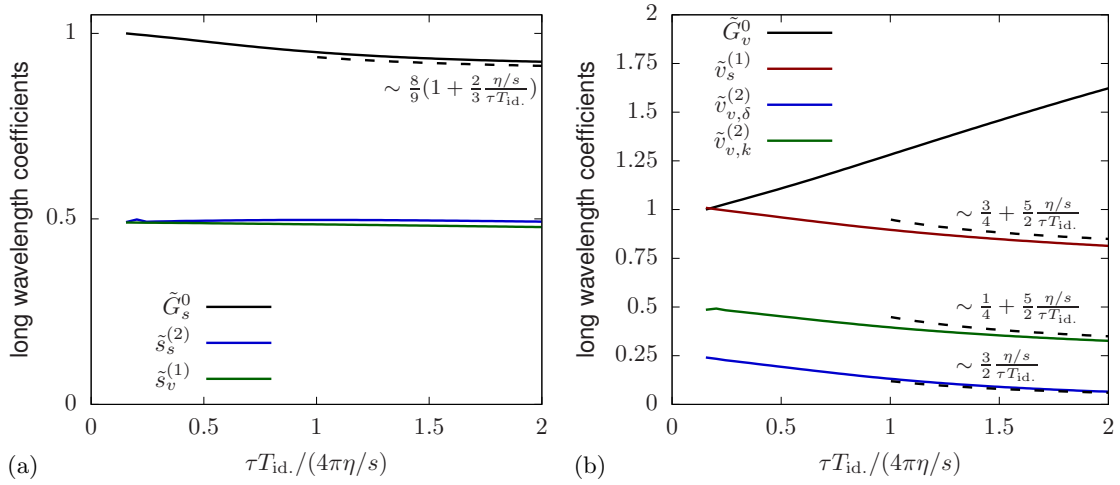 long wavelength coefficients
1
0.5
0
∼ 8/9(1 + 2/3 η/s/τT_id.)
G̃_s^0
s̃_s^(2)
s̃_v^(1)
0 0.5 1 1.5 2
(a) τT_id./(4πη/s)
long wavelength coefficients
2
1.75
1.5
1.25
1
0.75
0.5
0.25
0
G̃_v^0
ṽ_s^(1)
ṽ_{v,δ}^(2)
ṽ_{v,k}^(2)
∼ 3/4 + 5/2 η/s/τT_id.
∼ 1/4 + 5/2 η/s/τT_id.
∼ 3/2 η/s/τT_id.
0 0.5 1 1.5 2
(b) τT_id./(4πη/s)